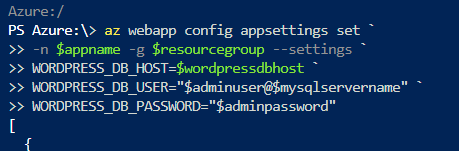 Azure:/
PS Azure:\> az webapp config appsettings set `
>> -n $appname -g $resourcegroup --settings `
>> WORDPRESS_DB_HOST=$wordpressdbhost `
>> WORDPRESS_DB_USER="$adminuser@$mysqlservername" `
>> WORDPRESS_DB_PASSWORD="$adminpassword"
[
{